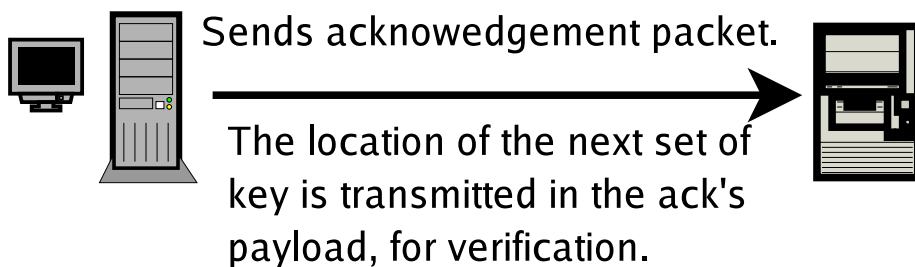 Sends acknowedgement packet.
The location of the next set of
key is transmitted in the ack's
payload, for verification.